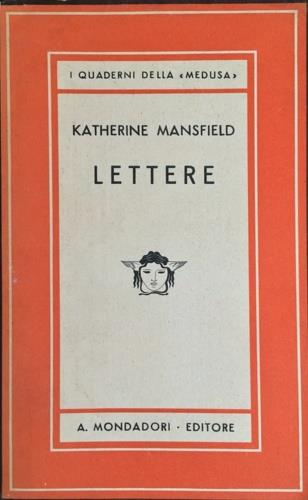 I QUADERNI DELLA «MEDUSA»
KATHERINE MANSFIELD
LETTERE
A. MONDADORI · EDITORE